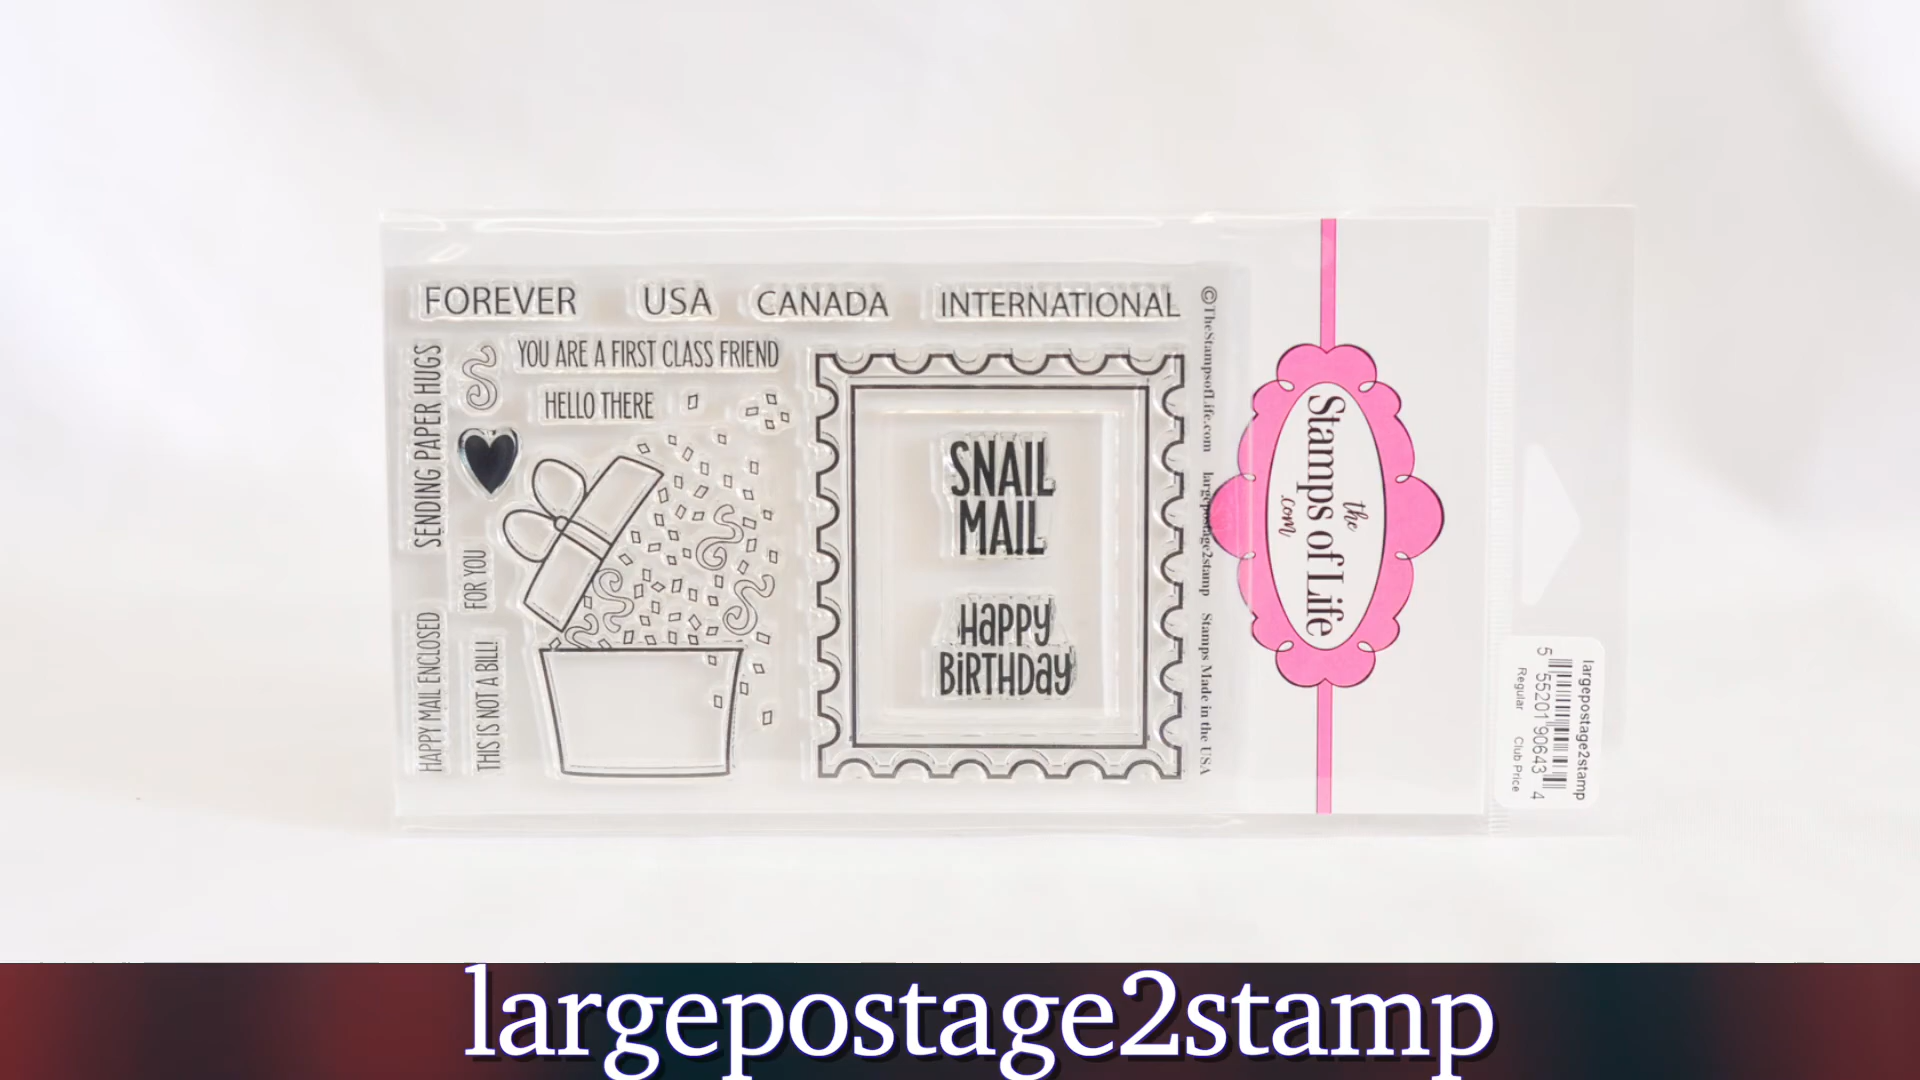 FOREVER
USA
CANADA
INTERNATIONAL
YOU ARE A FIRST CLASS FRIEND
HELLO THERE
SENDING PAPER HUGS
FOR YOU
HAPPY MAIL ENCLOSED
THIS IS NOT A BILL!
SNAIL
MAIL
HAPPY
BiRTHDAY
©TheStampsofLife.com largepostage2stamp Stamps Made in the USA
the
Stamps of Life
.com
largepostage2stamp
5 55201 90643 4
Regular Club Price
largepostage2stamp